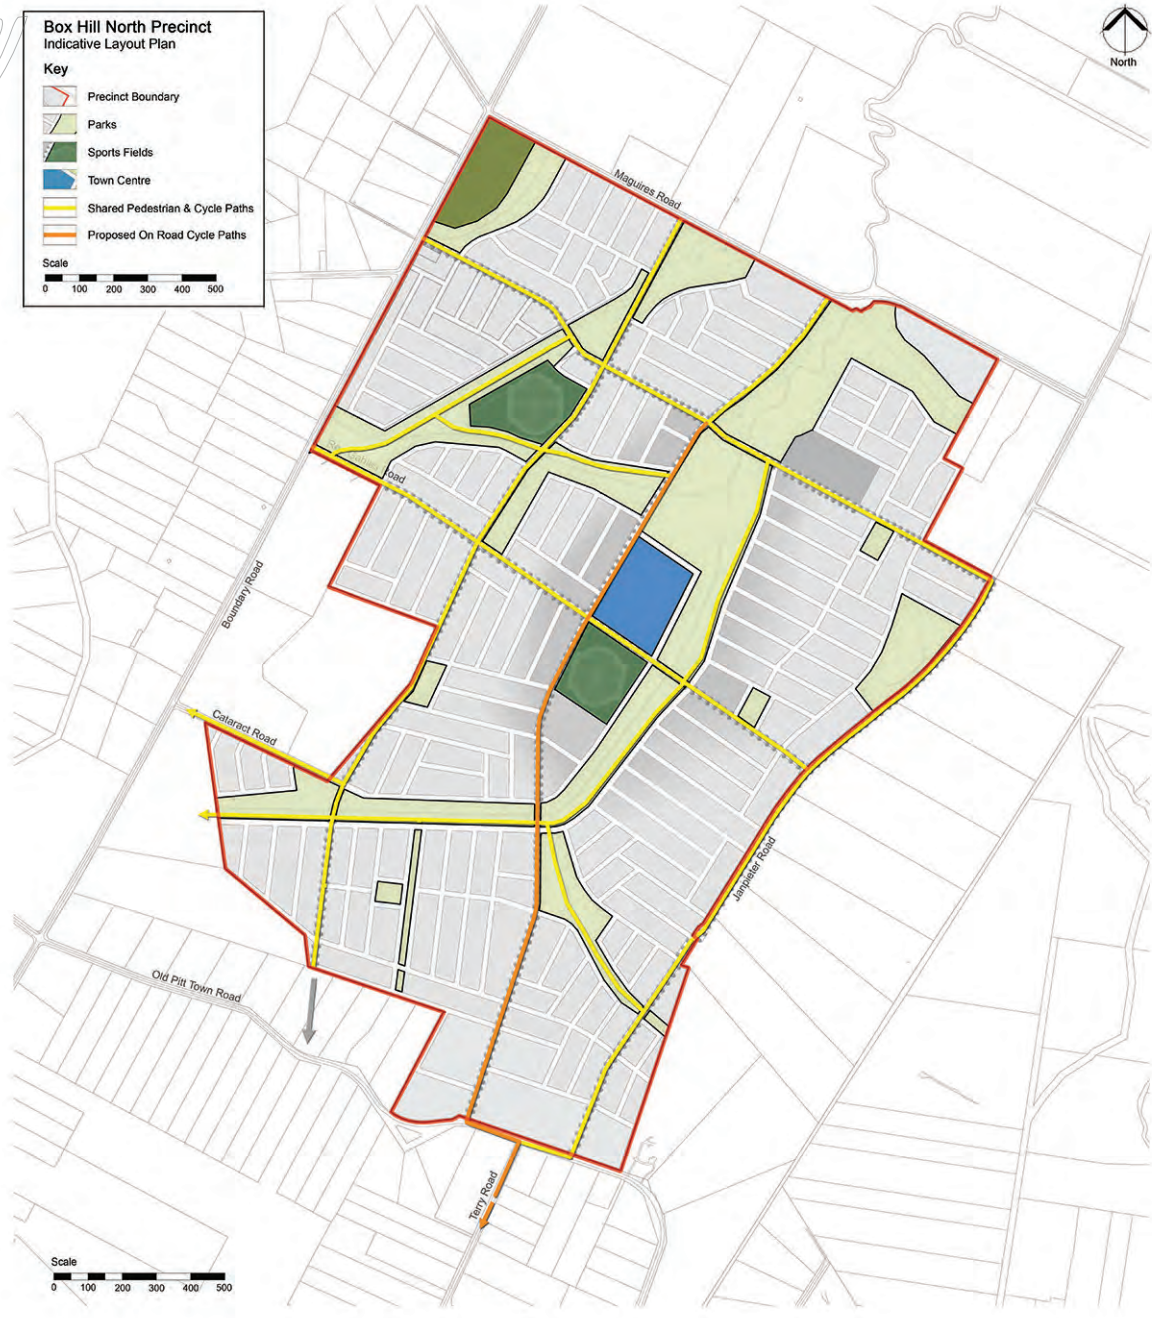 Box Hill North Precinct
Indicative Layout Plan
Key
Precinct Boundary
Parks
Sports Fields
Town Centre
Shared Pedestrian & Cycle Paths
Proposed On Road Cycle Paths
Scale
0 100 200 300 400 500
North
Maguires Road
Road
Boundary Road
Cataract Road
Janpieter Road
Old Pitt Town Road
Terry Road
Scale
0 100 200 300 400 500